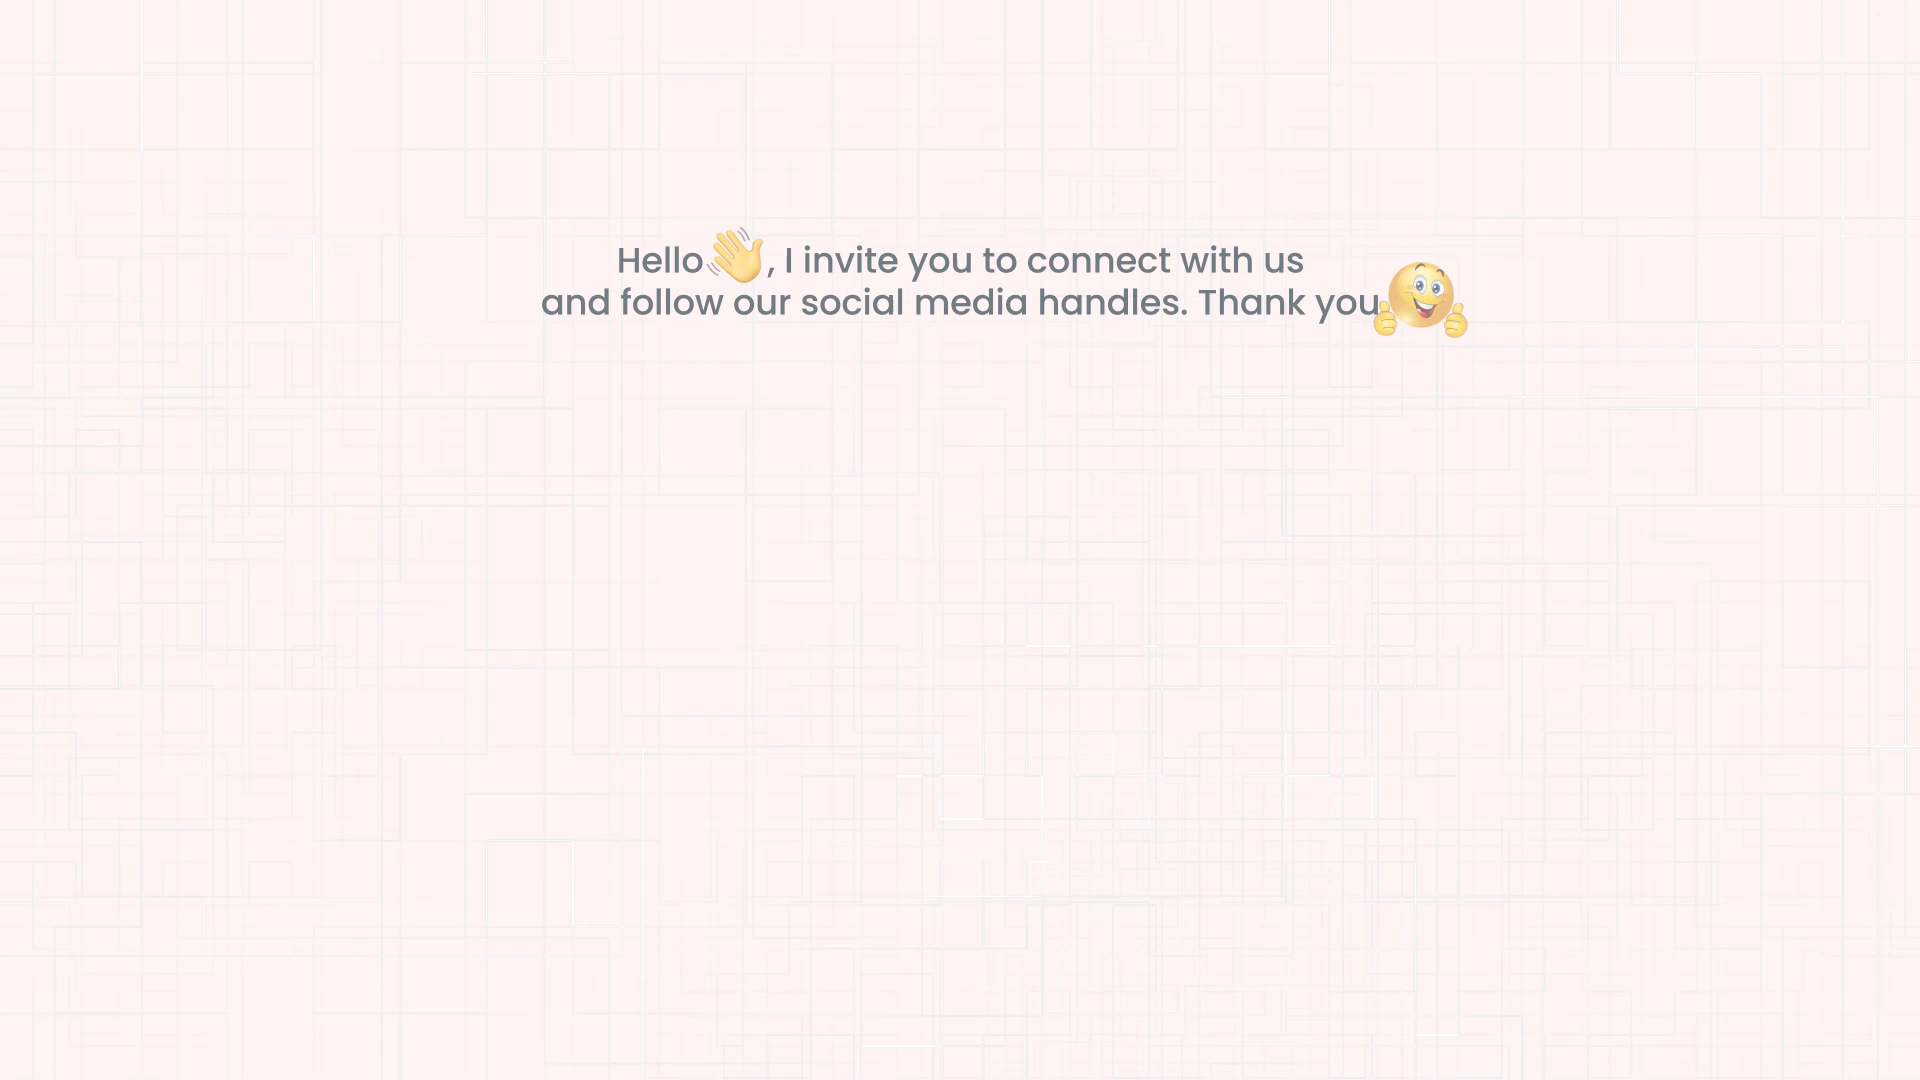 Hello👋, I invite you to connect with us
and follow our social media handles. Thank you